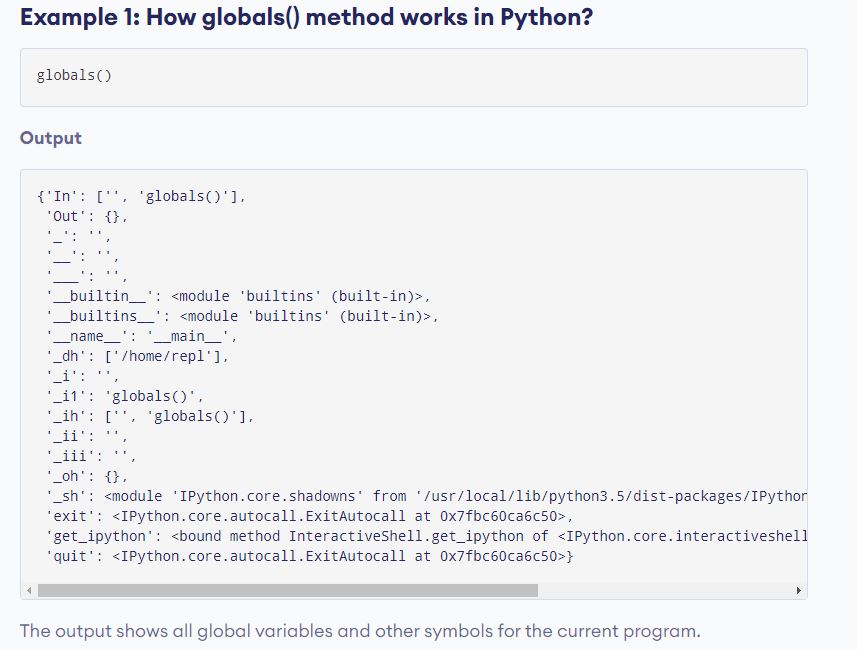 Example 1: How globals() method works in Python?
globals()
Output
{'In': ['', 'globals()'],
 'Out': {},
 '_': '',
 '__': '',
 '___': '',
 '__builtin__': <module 'builtins' (built-in)>,
 '__builtins__': <module 'builtins' (built-in)>,
 '__name__': '__main__',
 '_dh': ['/home/repl'],
 '_i': '',
 '_i1': 'globals()',
 '_ih': ['', 'globals()'],
 '_ii': '',
 '_iii': '',
 '_oh': {},
 '_sh': <module 'IPython.core.shadowns' from '/usr/local/lib/python3.5/dist-packages/IPython
 'exit': <IPython.core.autocall.ExitAutocall at 0x7fbc60ca6c50>,
 'get_ipython': <bound method InteractiveShell.get_ipython of <IPython.core.interactiveshell
 'quit': <IPython.core.autocall.ExitAutocall at 0x7fbc60ca6c50>}
The output shows all global variables and other symbols for the current program.